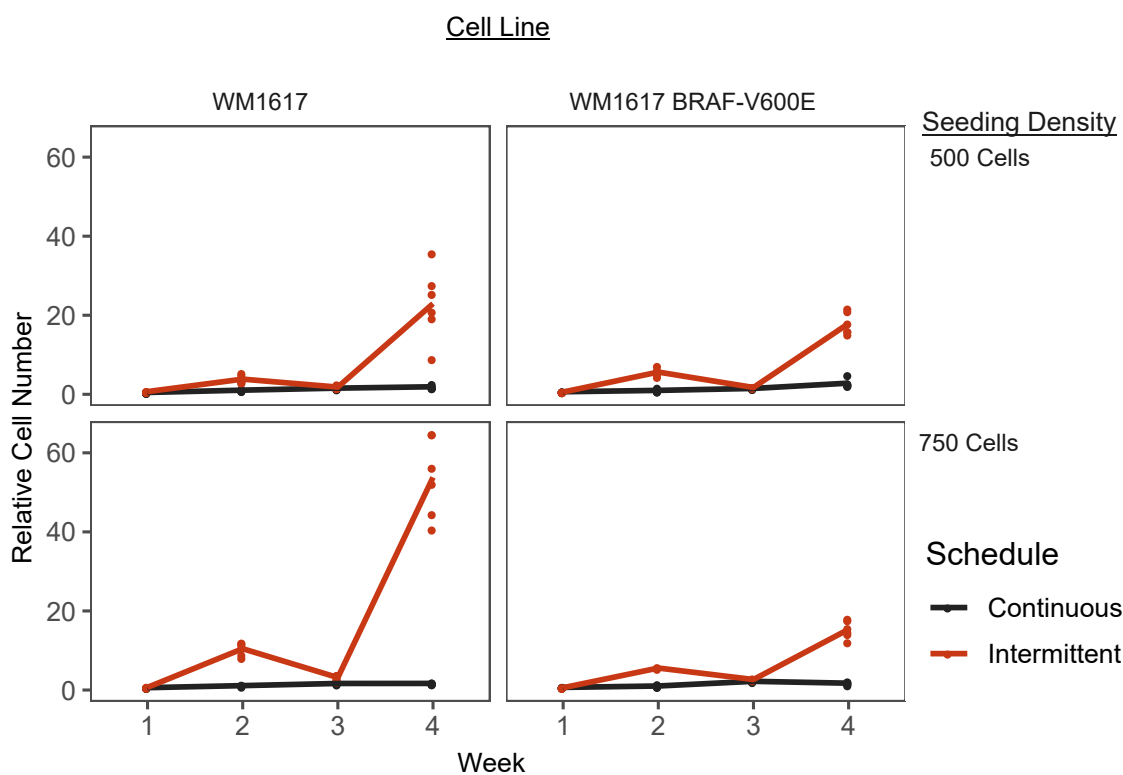 Cell Line
WM1617
WM1617 BRAF-V600E
Seeding Density
500 Cells
60
40
20
0
Relative Cell Number
750 Cells
60
40
20
0
Schedule
Continuous
Intermittent
1 2 3 4 1 2 3 4
Week